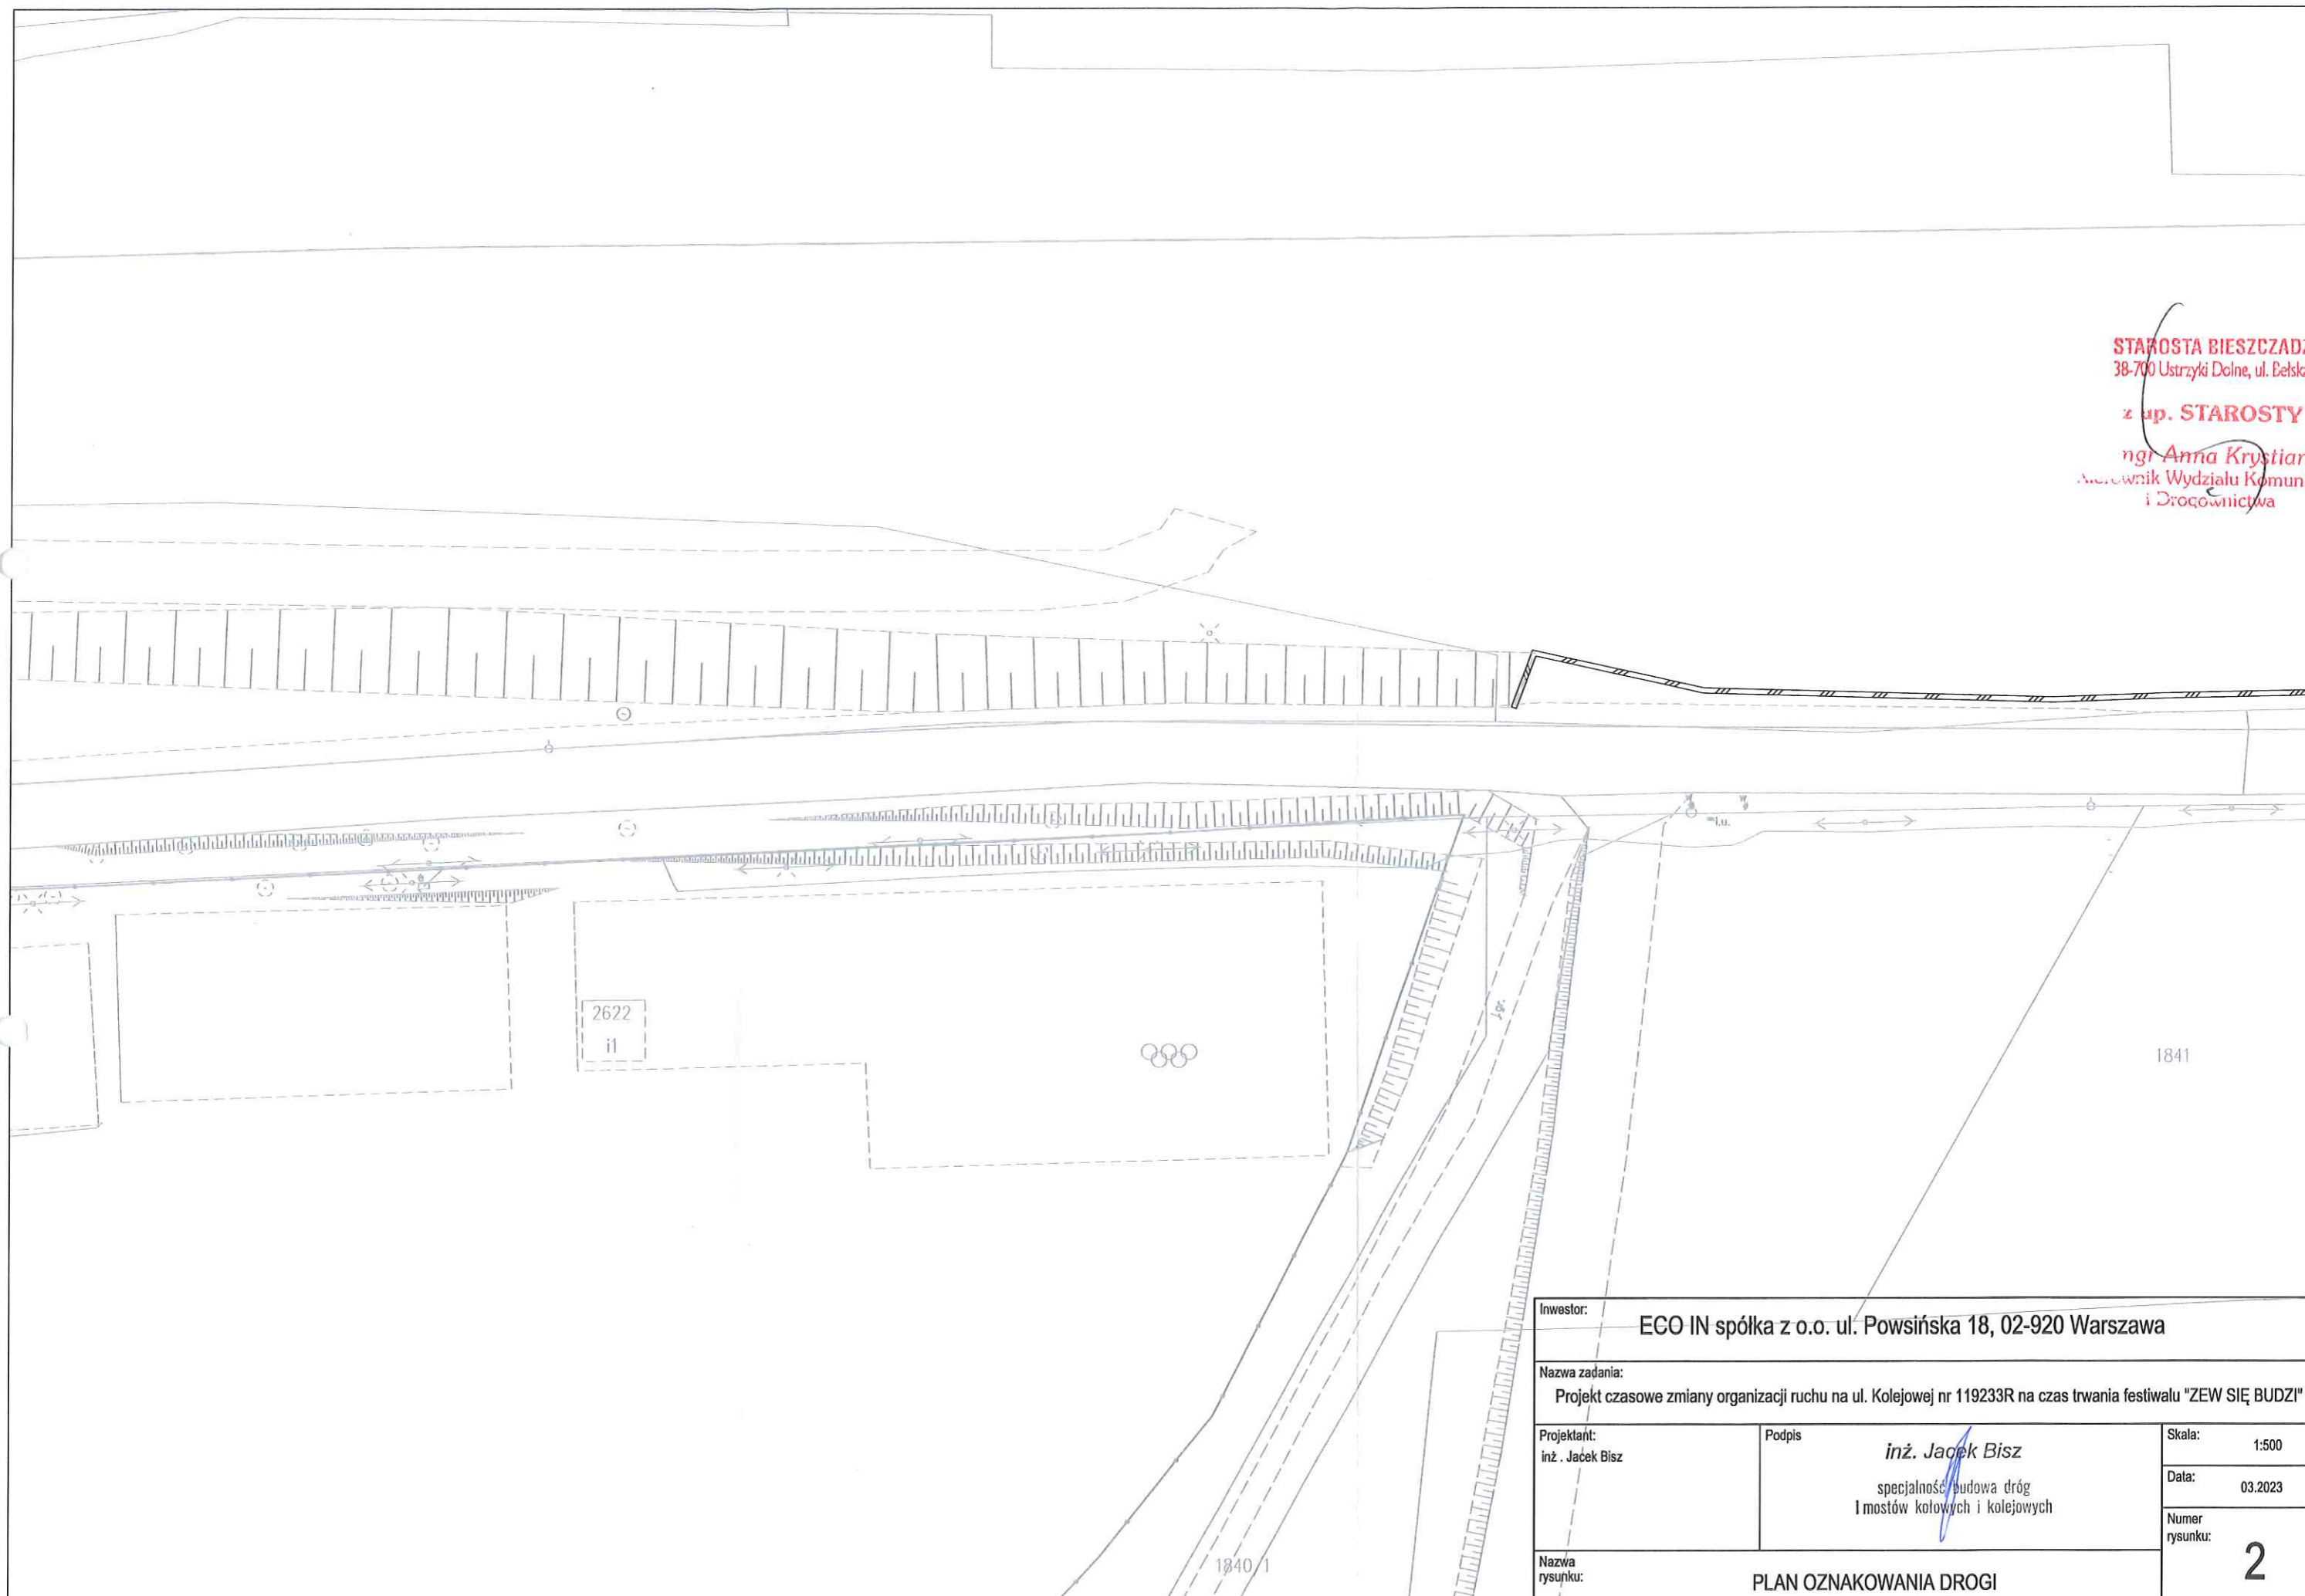 STAROSTA BIESZCZADZ
38-700 Ustrzyki Dolne, ul. Bełska
z up. STAROSTY
mgr Anna Krystian
Kierownik Wydziału Komun
i Drogownictwa
2622
i1
1841
1840/1
Inwestor:
ECO IN spółka z o.o. ul. Powsińska 18, 02-920 Warszawa
Nazwa zadania:
Projekt czasowe zmiany organizacji ruchu na ul. Kolejowej nr 119233R na czas trwania festiwalu "ZEW SIĘ BUDZI"
Projektant:
inż . Jacek Bisz
Podpis
inż. Jacek Bisz
specjalność budowa dróg
i mostów kołowych i kolejowych
Skala:
1:500
Data:
03.2023
Numer
rysunku:
2
Nazwa
rysunku:
PLAN OZNAKOWANIA DROGI